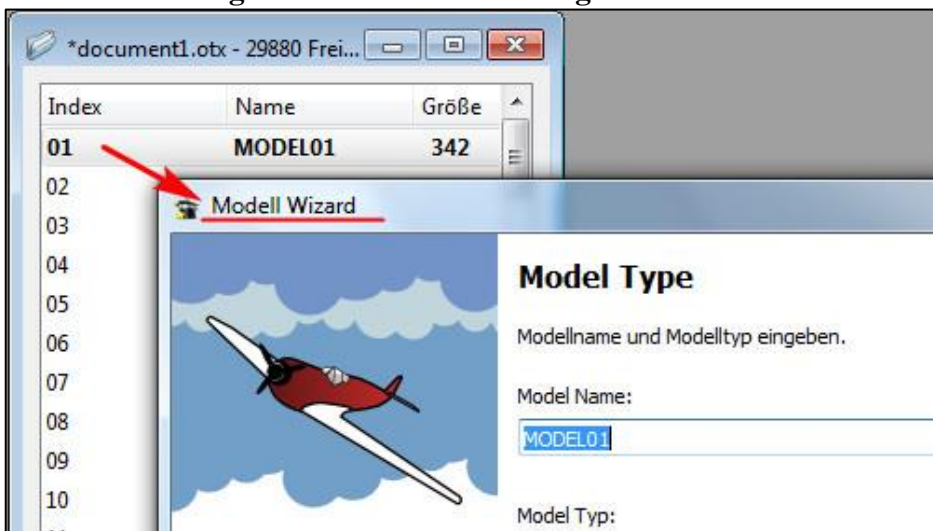 *document1.otx - 29880 Frei...
Index Name Größe
01 MODEL01 342
02
03
04
05
06
07
08
09
10
Modell Wizard
Model Type
Modellname und Modelltyp eingeben.
Model Name:
MODEL01
Model Typ: